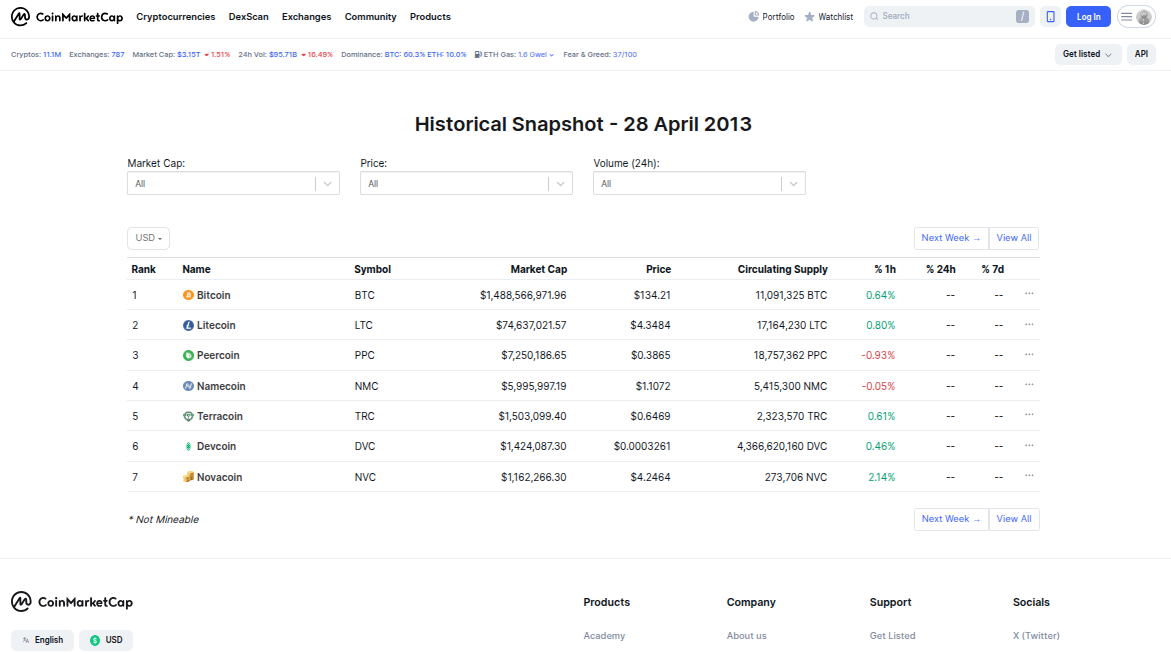 CoinMarketCap Cryptocurrencies DexScan Exchanges Community Products Portfolio Watchlist Search / Log In
Cryptos: 11.1M Exchanges: 787 Market Cap: $3.15T 1.51% 24h Vol: $95.71B 16.49% Dominance: BTC: 60.3% ETH: 10.0% ETH Gas: 1.6 Gwei Fear & Greed: 37/100 Get listed API
Historical Snapshot - 28 April 2013
Market Cap: Price: Volume (24h):
All All All
USD Next Week → View All
Rank Name Symbol Market Cap Price Circulating Supply % 1h % 24h % 7d
1 Bitcoin BTC $1,488,566,971.96 $134.21 11,091,325 BTC 0.64% -- -- ...
2 Litecoin LTC $74,637,021.57 $4.3484 17,164,230 LTC 0.80% -- -- ...
3 Peercoin PPC $7,250,186.65 $0.3865 18,757,362 PPC -0.93% -- -- ...
4 Namecoin NMC $5,995,997.19 $1.1072 5,415,300 NMC -0.05% -- -- ...
5 Terracoin TRC $1,503,099.40 $0.6469 2,323,570 TRC 0.61% -- -- ...
6 Devcoin DVC $1,424,087.30 $0.0003261 4,366,620,160 DVC 0.46% -- -- ...
7 Novacoin NVC $1,162,266.30 $4.2464 273,706 NVC 2.14% -- -- ...
* Not Mineable Next Week → View All
CoinMarketCap Products Company Support Socials
English USD Academy About us Get Listed X (Twitter)